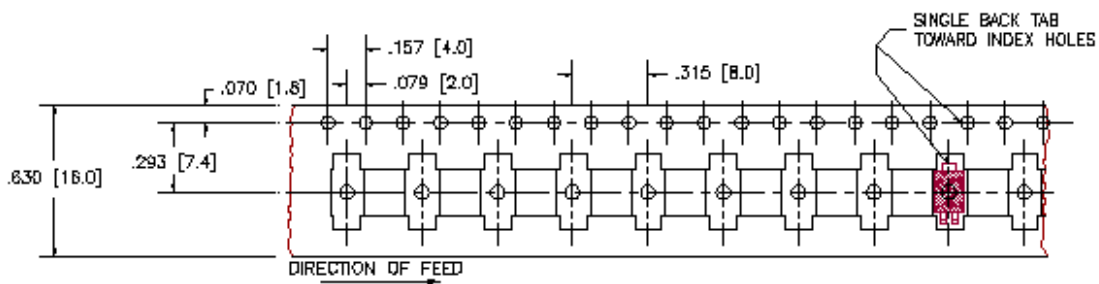 SINGLE BACK TAB
TOWARD INDEX HOLES
.157 [4.0]
.079 [2.0]
.315 [8.0]
.070 [1.8]
.293 [7.4]
.630 [16.0]
DIRECTION OF FEED